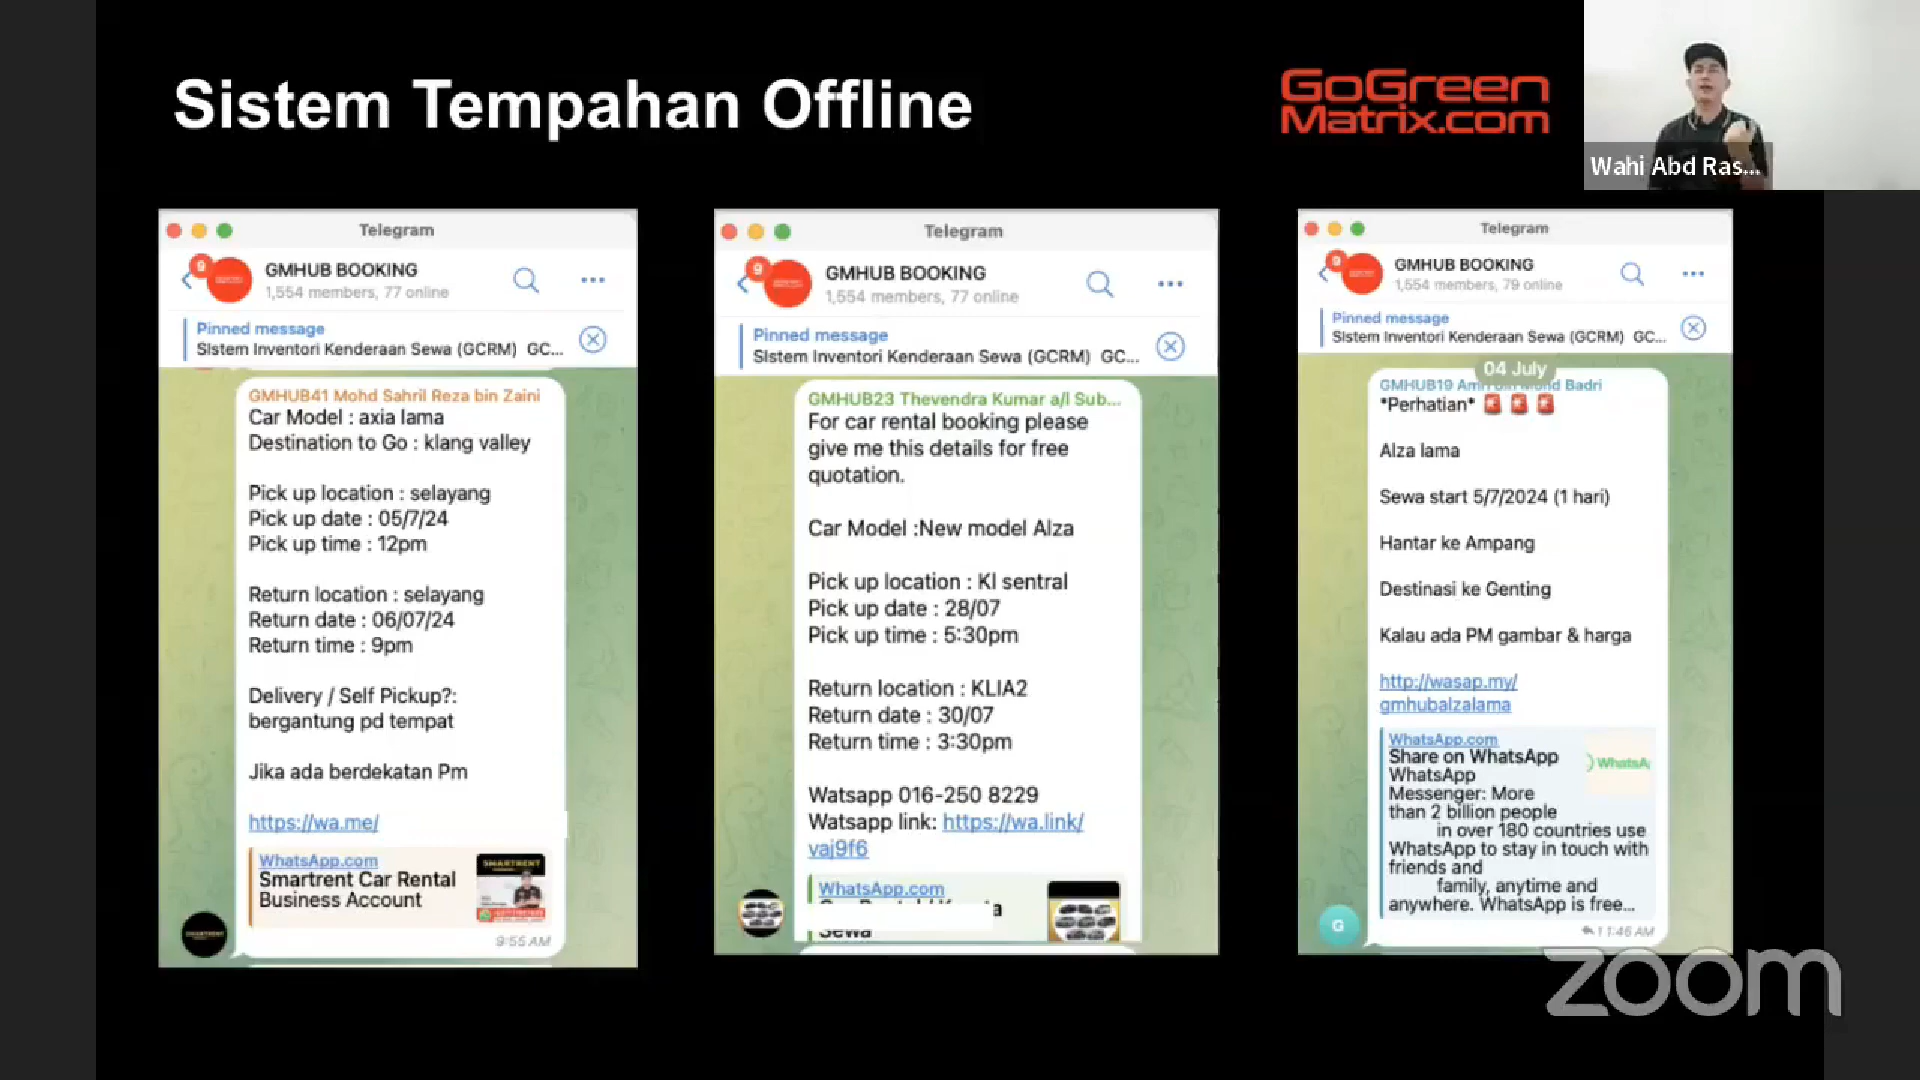 Sistem Tempahan Offline
GoGreen
Matrix.com
Wahi Abd Ras...
Telegram
9
GMHUB BOOKING
1,554 members, 77 online
Pinned message
SIstem Inventori Kenderaan Sewa (GCRM) GC...
GMHUB41 Mohd Sahril Reza bin Zaini
Car Model : axia lama
Destination to Go : klang valley
Pick up location : selayang
Pick up date : 05/7/24
Pick up time : 12pm
Return location : selayang
Return date : 06/07/24
Return time : 9pm
Delivery / Self Pickup?:
bergantung pd tempat
Jika ada berdekatan Pm
https://wa.me/
WhatsApp.com
Smartrent Car Rental
Business Account
SMARTRENT
9:55 AM
Telegram
9
GMHUB BOOKING
1,554 members, 77 online
Pinned message
SIstem Inventori Kenderaan Sewa (GCRM) GC...
GMHUB23 Thevendra Kumar a/l Sub...
For car rental booking please
give me this details for free
quotation.
Car Model :New model Alza
Pick up location : Kl sentral
Pick up date : 28/07
Pick up time : 5:30pm
Return location : KLIA2
Return date : 30/07
Return time : 3:30pm
Watsapp 016-250 8229
Watsapp link: https://wa.link/
vaj9f6
WhatsApp.com
Sewa
Telegram
9
GMHUB BOOKING
1,554 members, 79 online
Pinned message
SIstem Inventori Kenderaan Sewa (GCRM) GC...
04 July
GMHUB19 Mohd Badri
*Perhatian* 🚨 🚨 🚨
Alza lama
Sewa start 5/7/2024 (1 hari)
Hantar ke Ampang
Destinasi ke Genting
Kalau ada PM gambar & harga
http://wasap.my/
gmhubalzalama
WhatsApp.com
Share on WhatsApp
WhatsApp
Messenger: More
than 2 billion people
in over 180 countries use
WhatsApp to stay in touch with
friends and
family, anytime and
anywhere. WhatsApp is free...
WhatsA
G
11:46 AM
zoom